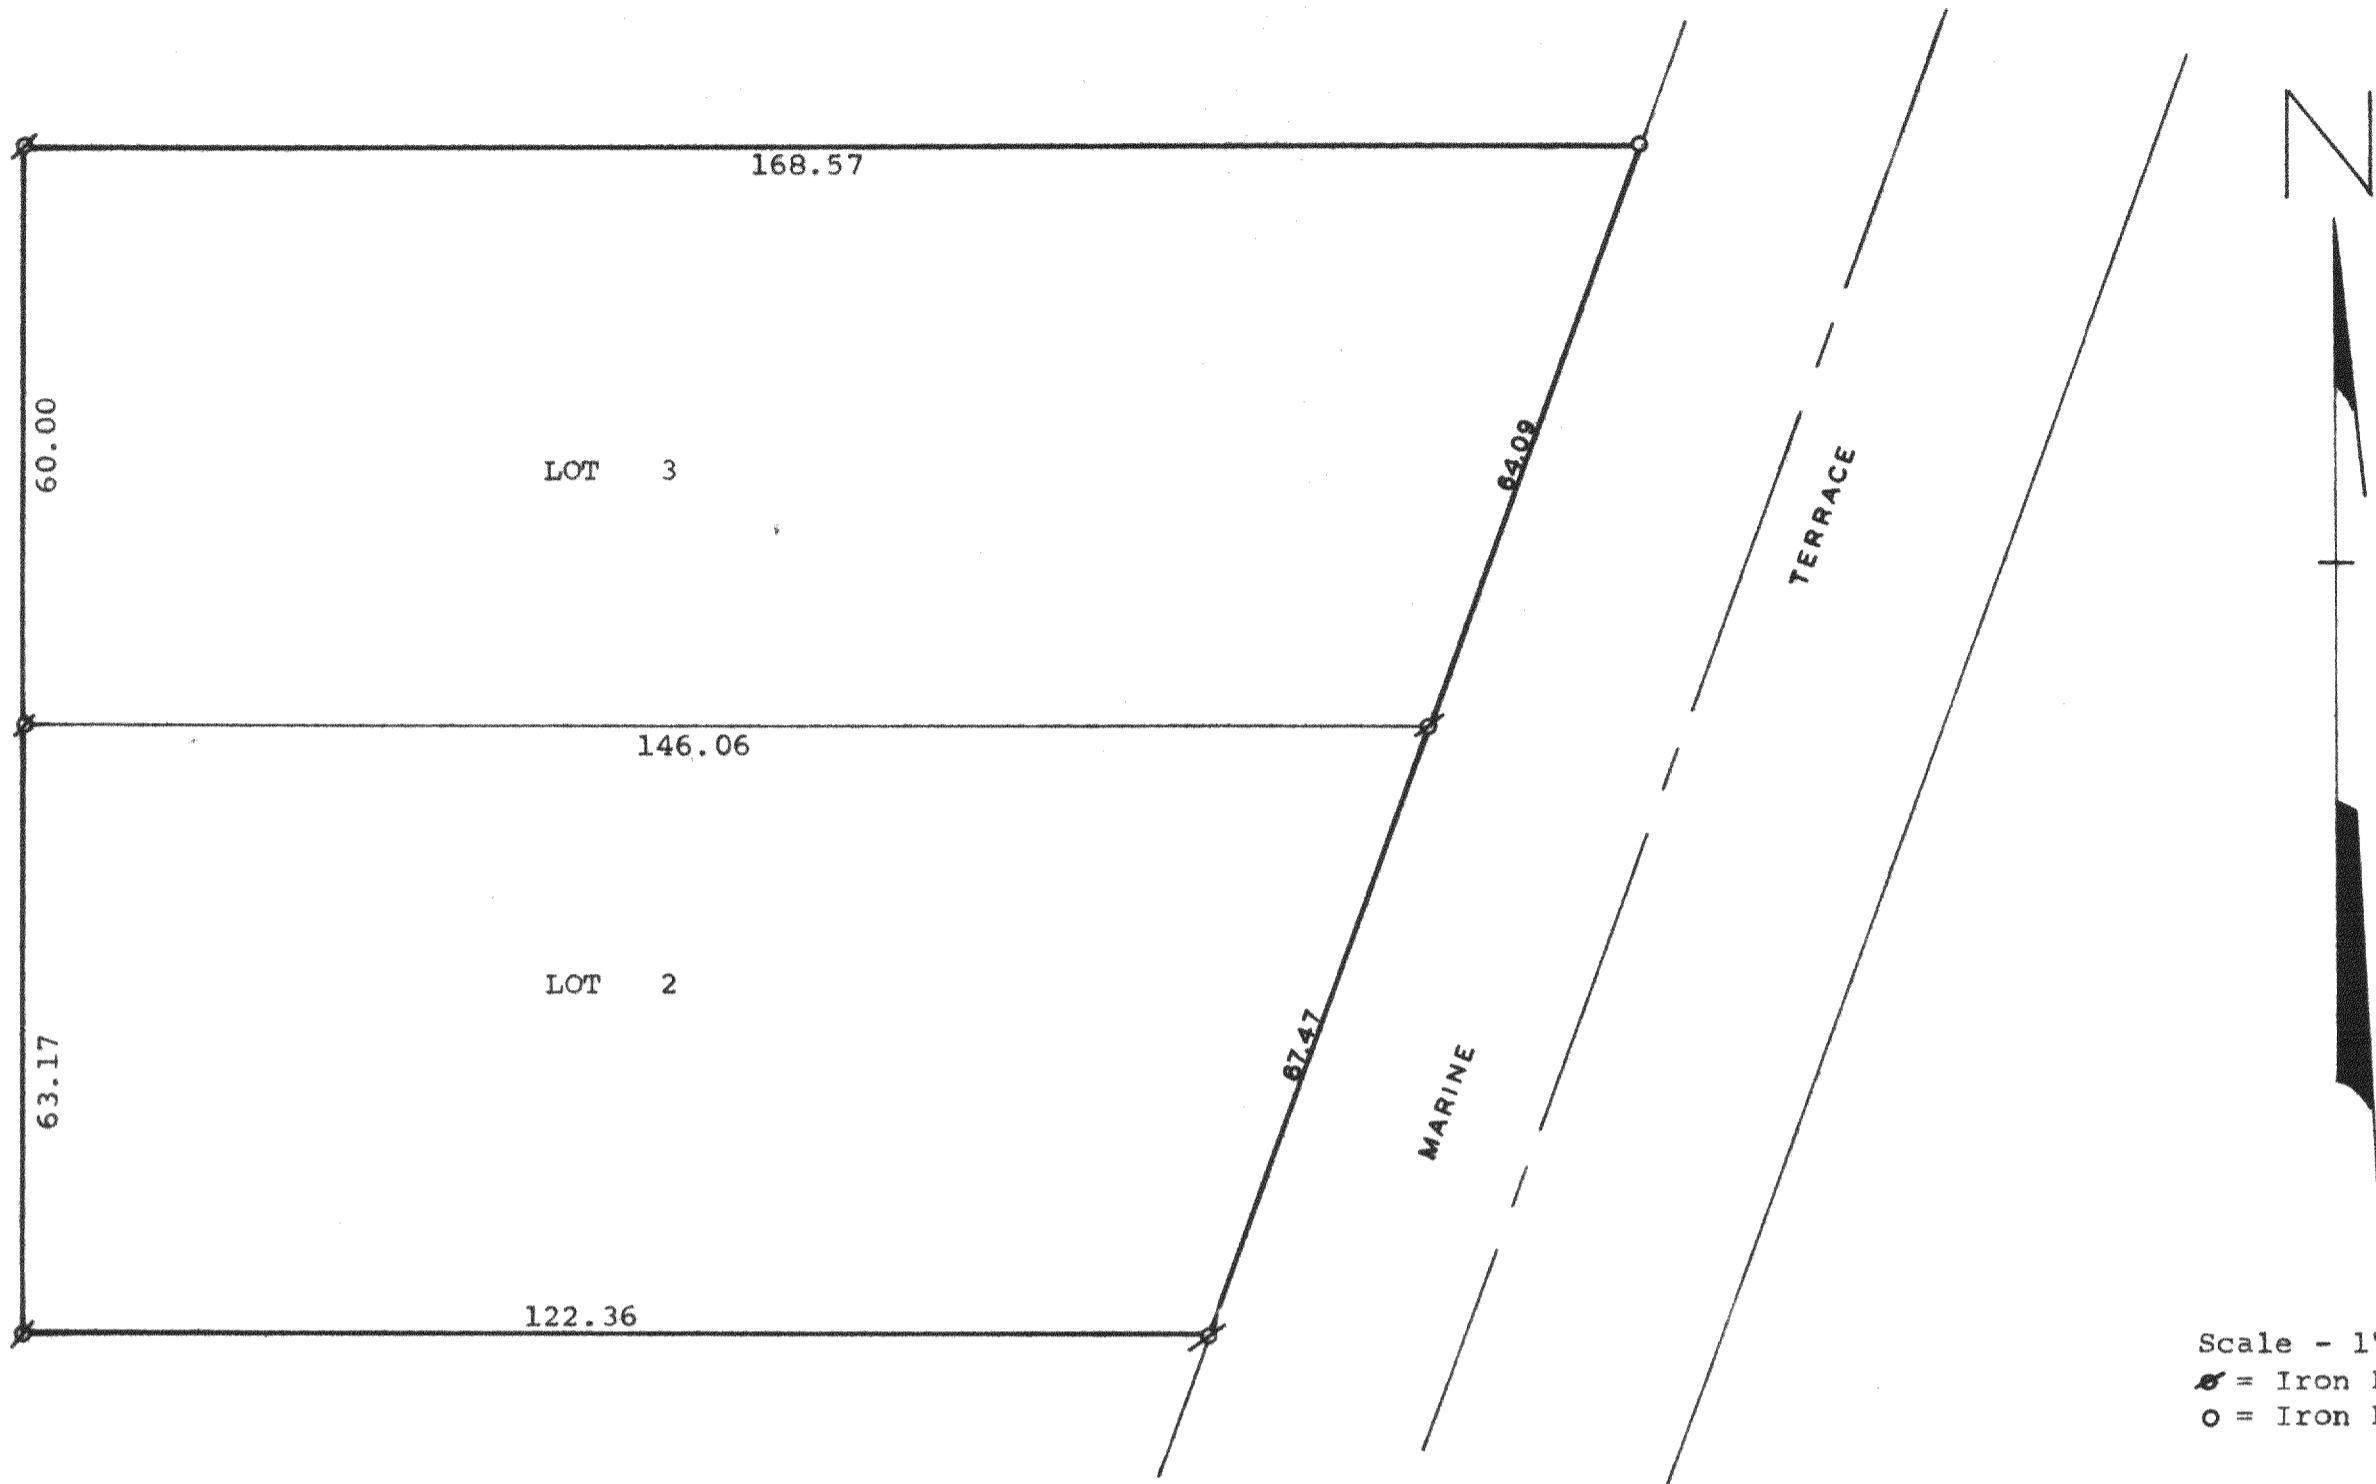 N
168.57
60.00
LOT 3
64.09
TERRACE
146.06
LOT 2
67.47
MARINE
63.17
122.36
Scale - 1"
= Iron
= Iron